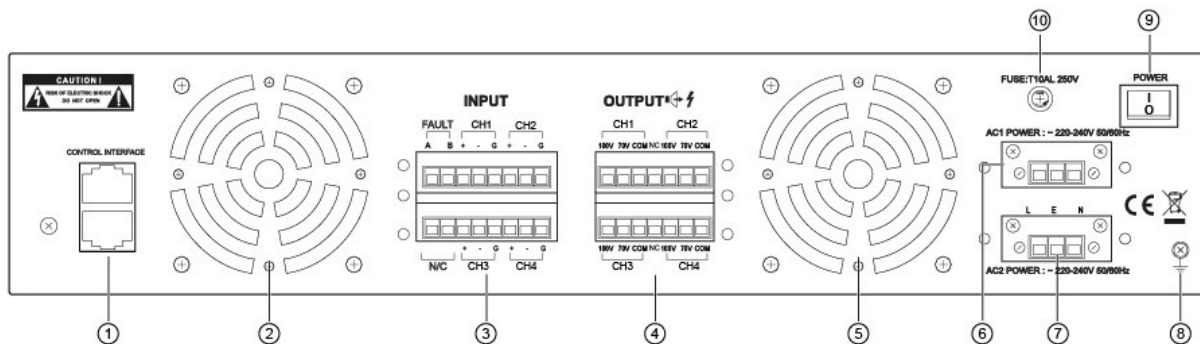 ⑩
⑨
CAUTION !
RISK OF ELECTRIC SHOCK
DO NOT OPEN
FUSE:T10AL 250V
POWER
I
O
INPUT
OUTPUT
FAULT CH1 CH2
A B + - G + - G
CH1 CH2
100V 70V COM NC 100V 70V COM
AC1 POWER : ~ 220-240V 50/60Hz
CONTROL INTERFACE
L E N
CE
+ - G + - G
N/C CH3 CH4
100V 70V COM NC 100V 70V COM
CH3 CH4
AC2 POWER : ~ 220-240V 50/60Hz
① ② ③ ④ ⑤ ⑥ ⑦ ⑧